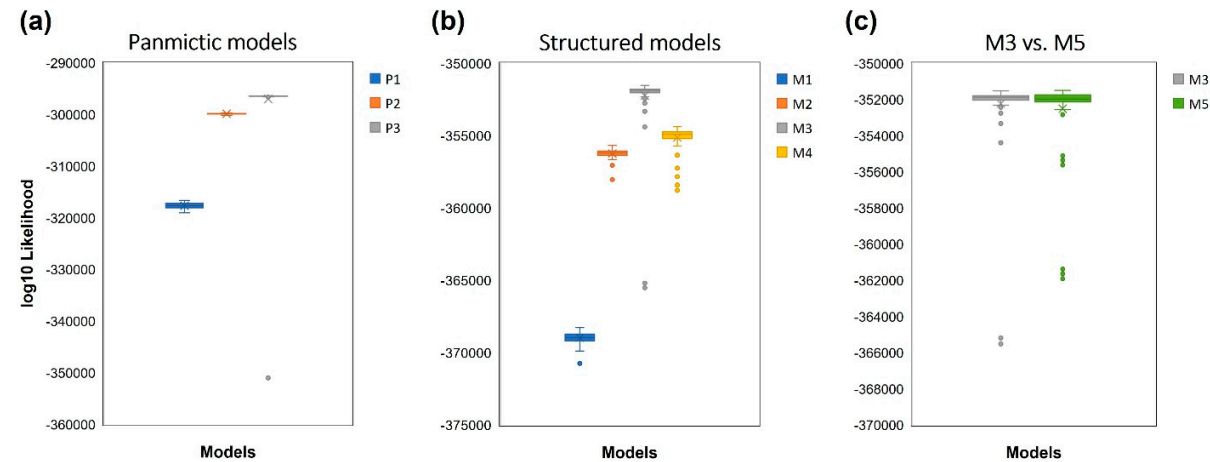 (a)
Panmictic models
log10 Likelihood
-290000
-300000
-310000
-320000
-330000
-340000
-350000
-360000
P1
P2
P3
Models
(b)
Structured models
-350000
-355000
-360000
-365000
-370000
-375000
M1
M2
M3
M4
Models
(c)
M3 vs. M5
-350000
-352000
-354000
-356000
-358000
-360000
-362000
-364000
-366000
-368000
-370000
M3
M5
Models